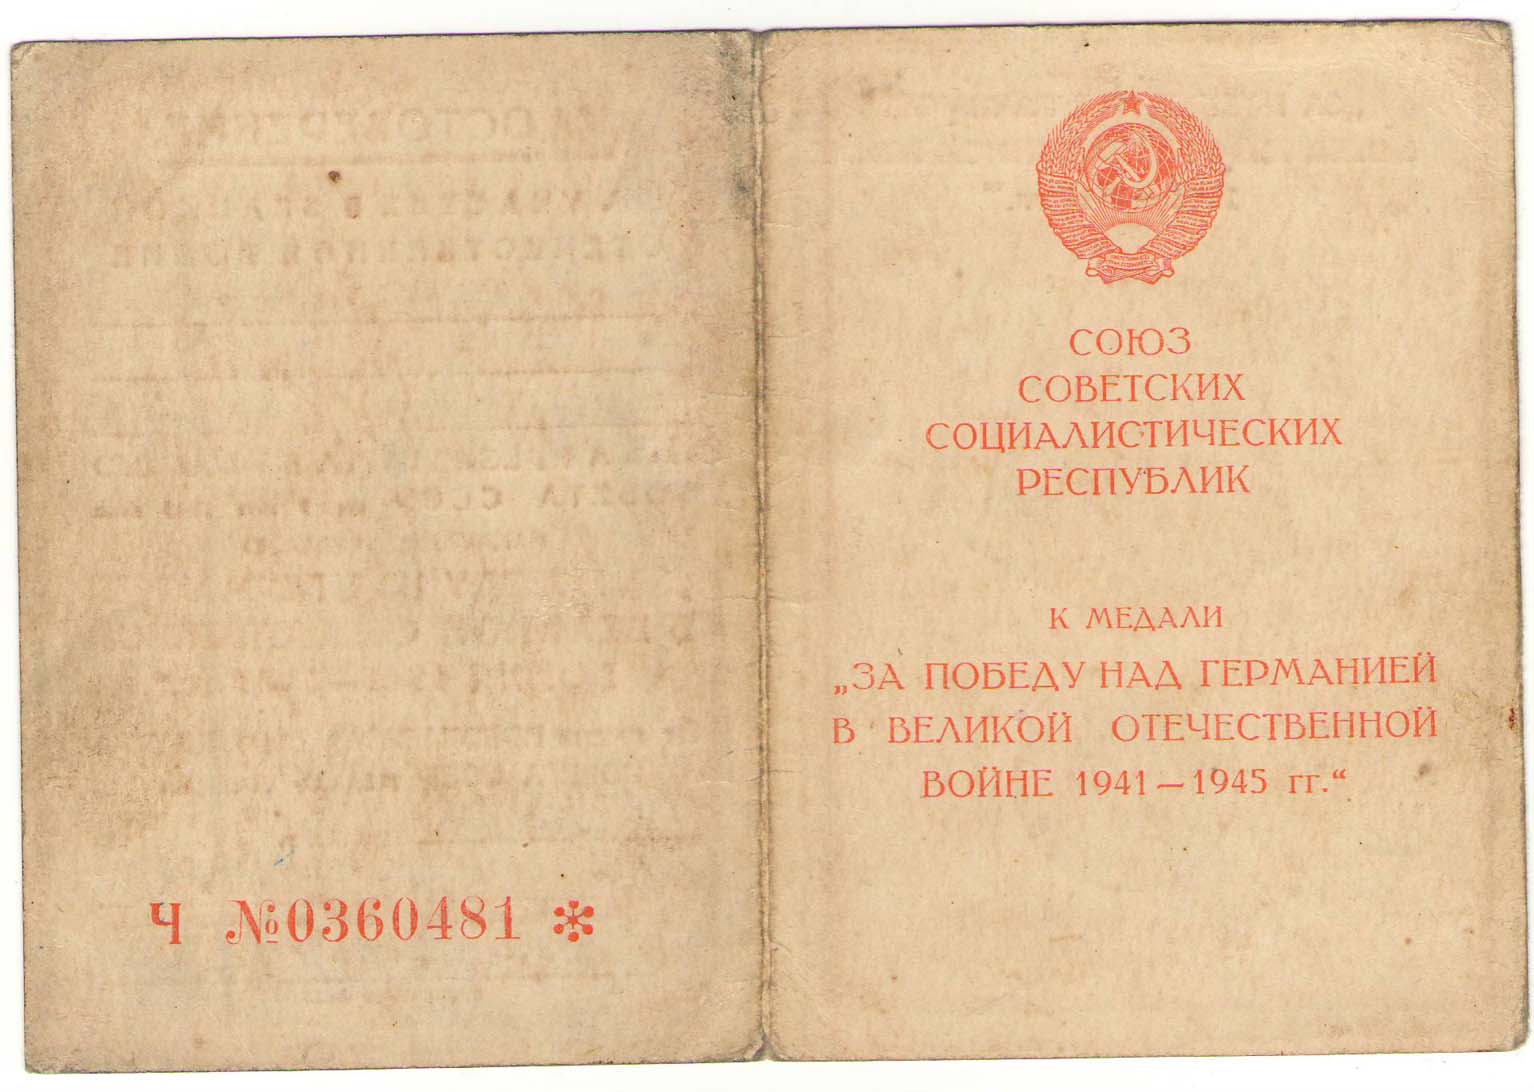 Ч №0360481 *
СОЮЗ
СОВЕТСКИХ
СОЦИАЛИСТИЧЕСКИХ
РЕСПУБЛИК
К МЕДАЛИ
„ЗА ПОБЕДУ НАД ГЕРМАНИЕЙ
В ВЕЛИКОЙ ОТЕЧЕСТВЕННОЙ
ВОЙНЕ 1941—1945 гг.“